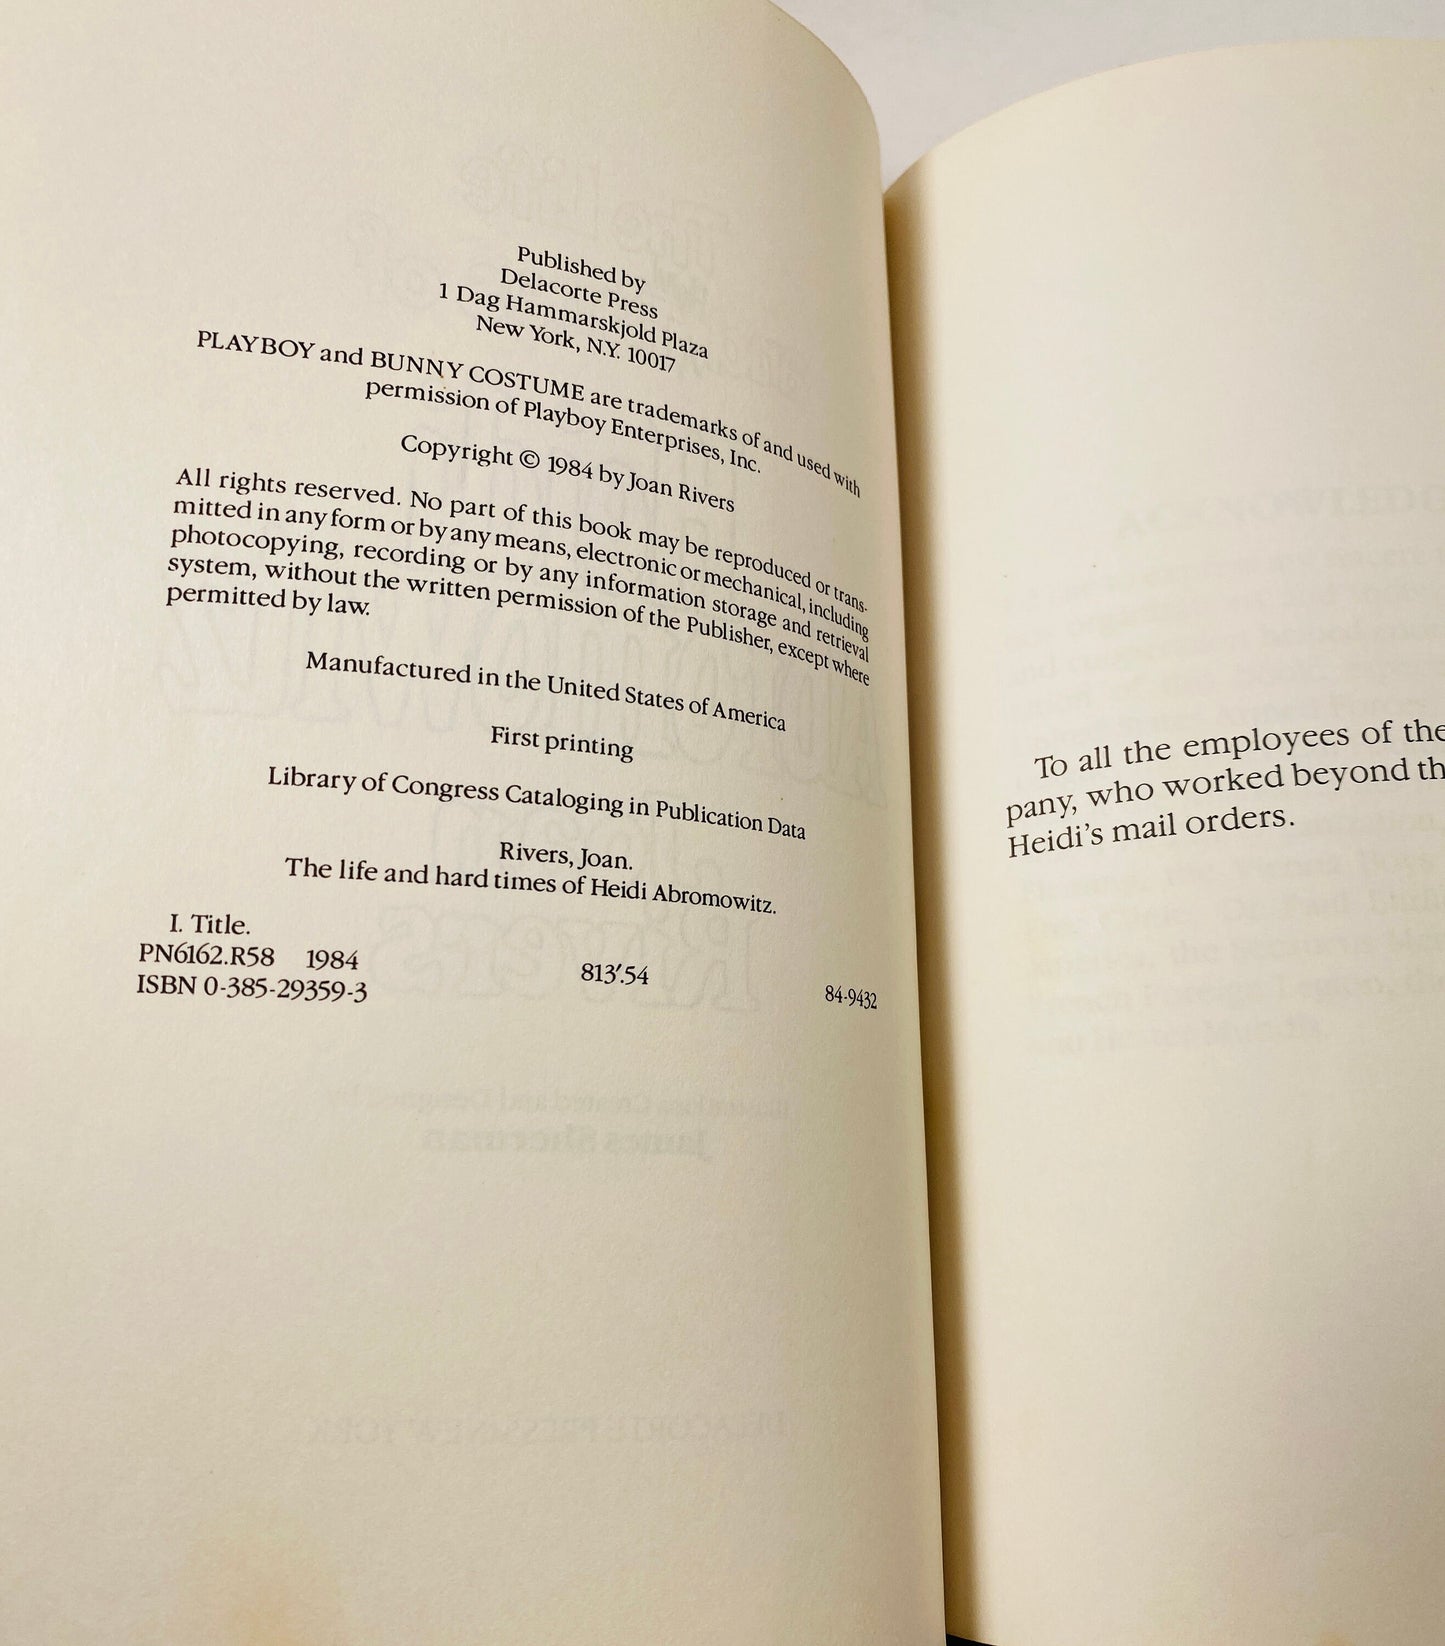 Published by
Delacorte Press
1 Dag Hammarskjold Plaza
New York, N.Y. 10017
PLAYBOY and BUNNY COSTUME are trademarks of and used with
permission of Playboy Enterprises, Inc.
Copyright © 1984 by Joan Rivers
All rights reserved. No part of this book may be reproduced or trans-
mitted in any form or by any means, electronic or mechanical, including
photocopying, recording or by any information storage and retrieval
system, without the written permission of the Publisher, except where
permitted by law.
Manufactured in the United States of America
First printing
Library of Congress Cataloging in Publication Data
Rivers, Joan.
The life and hard times of Heidi Abromowitz.
I. Title.
PN6162.R58 1984 813'.54 84-9432
ISBN 0-385-29359-3
To all the employees of the
pany, who worked beyond th
Heidi's mail orders.